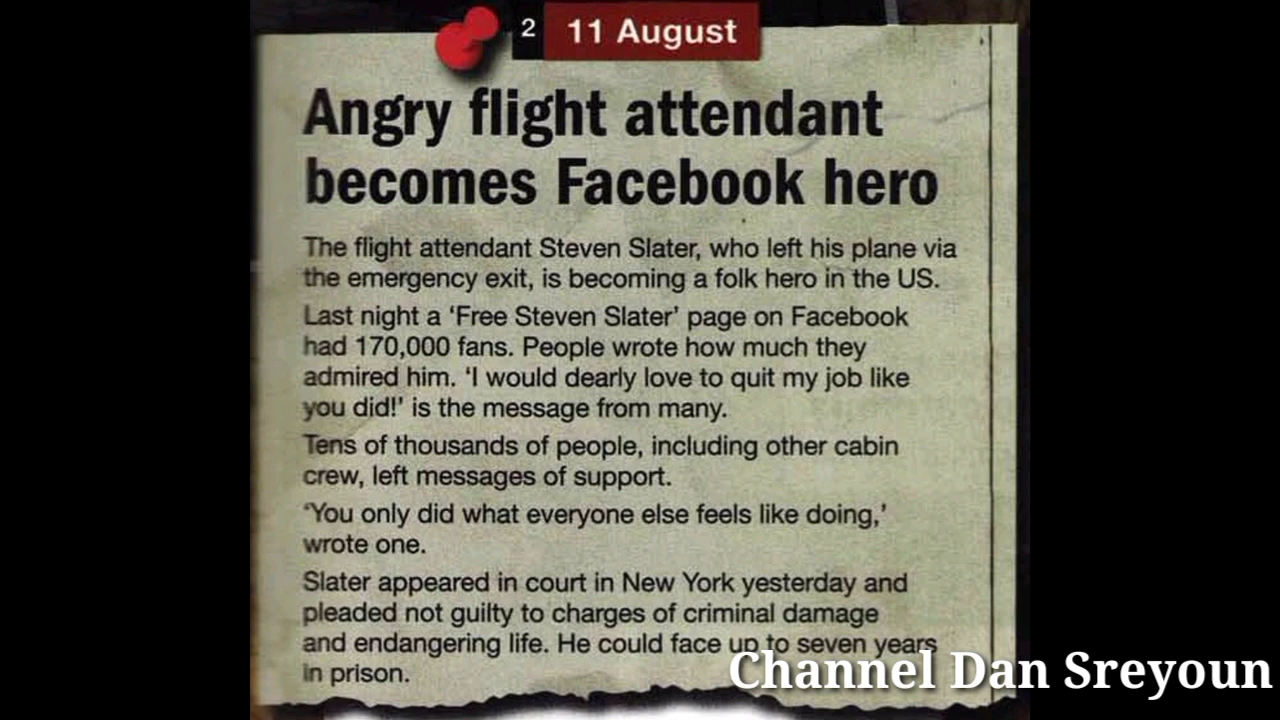 2 11 August
Angry flight attendant
becomes Facebook hero
The flight attendant Steven Slater, who left his plane via
the emergency exit, is becoming a folk hero in the US.
Last night a ‘Free Steven Slater’ page on Facebook
had 170,000 fans. People wrote how much they
admired him. ‘I would dearly love to quit my job like
you did!’ is the message from many.
Tens of thousands of people, including other cabin
crew, left messages of support.
‘You only did what everyone else feels like doing,’
wrote one.
Slater appeared in court in New York yesterday and
pleaded not guilty to charges of criminal damage
and endangering life. He could face up to seven years
in prison.
Channel Dan Sreyoun